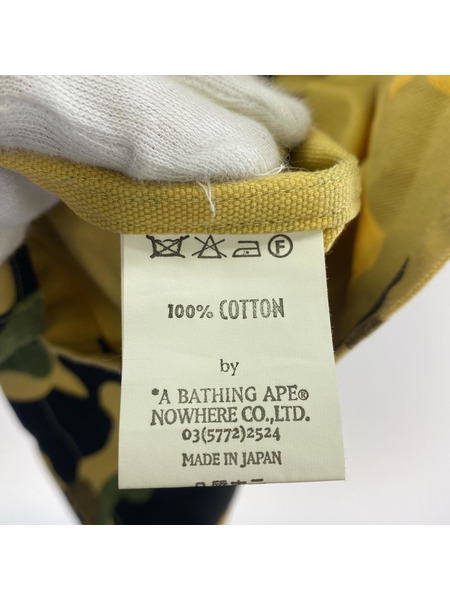 F
100% COTTON
by
"A BATHING APE®
NOWHERE CO.,LTD.
03(5772)2524
MADE IN JAPAN